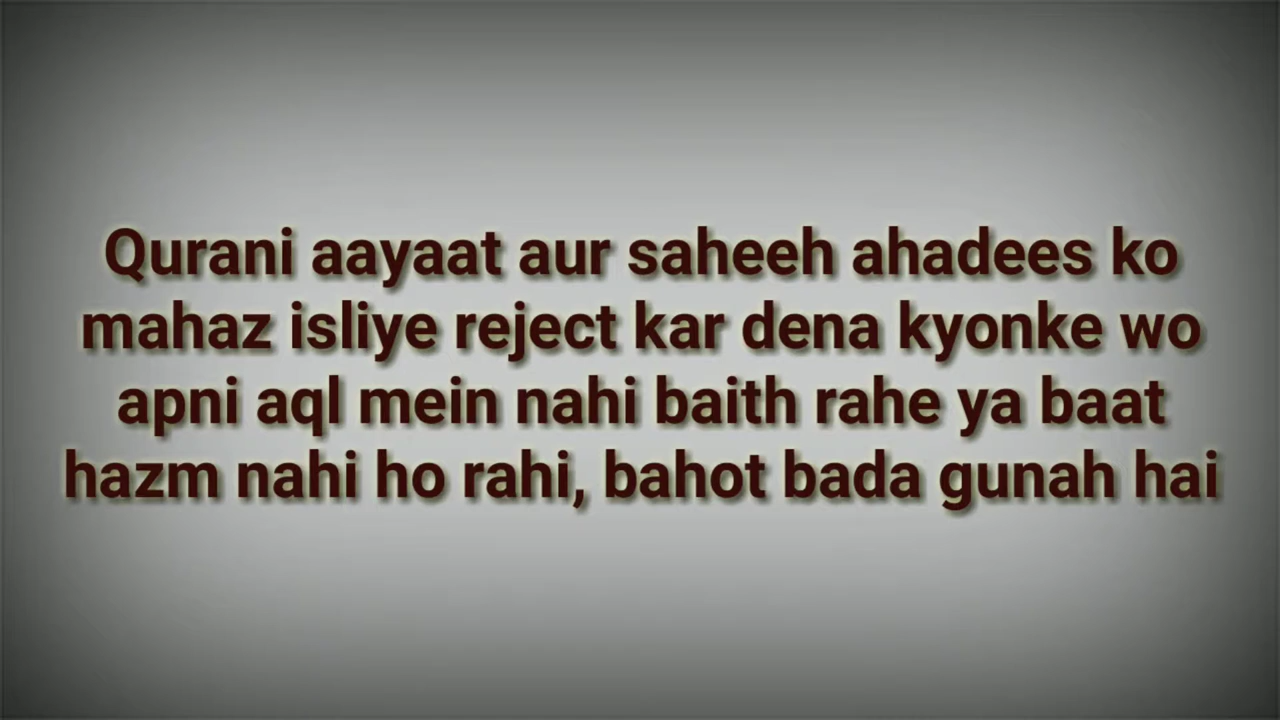 Qurani aayaat aur saheeh ahadees ko
mahaz isliye reject kar dena kyonke wo
apni aql mein nahi baith rahe ya baat
hazm nahi ho rahi, bahot bada gunah hai